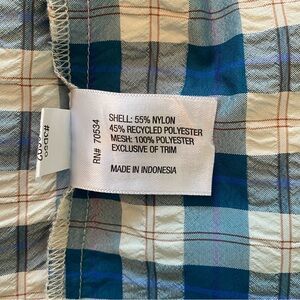 SHELL: 55% NYLON
45% RECYCLED POLYESTER
MESH: 100% POLYESTER
EXCLUSIVE OF TRIM
MADE IN INDONESIA
RN# 70534